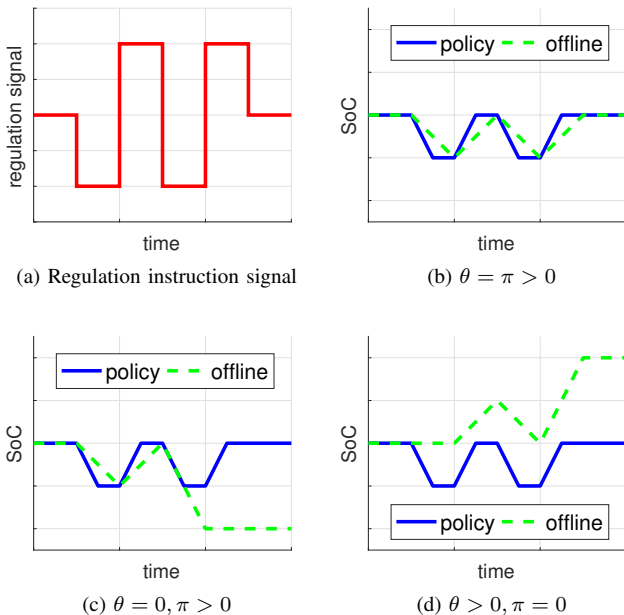 regulation signal
time
(a) Regulation instruction signal
policy offline
SoC
time
(b) θ = π > 0
policy offline
SoC
time
(c) θ = 0, π > 0
SoC
policy offline
time
(d) θ > 0, π = 0